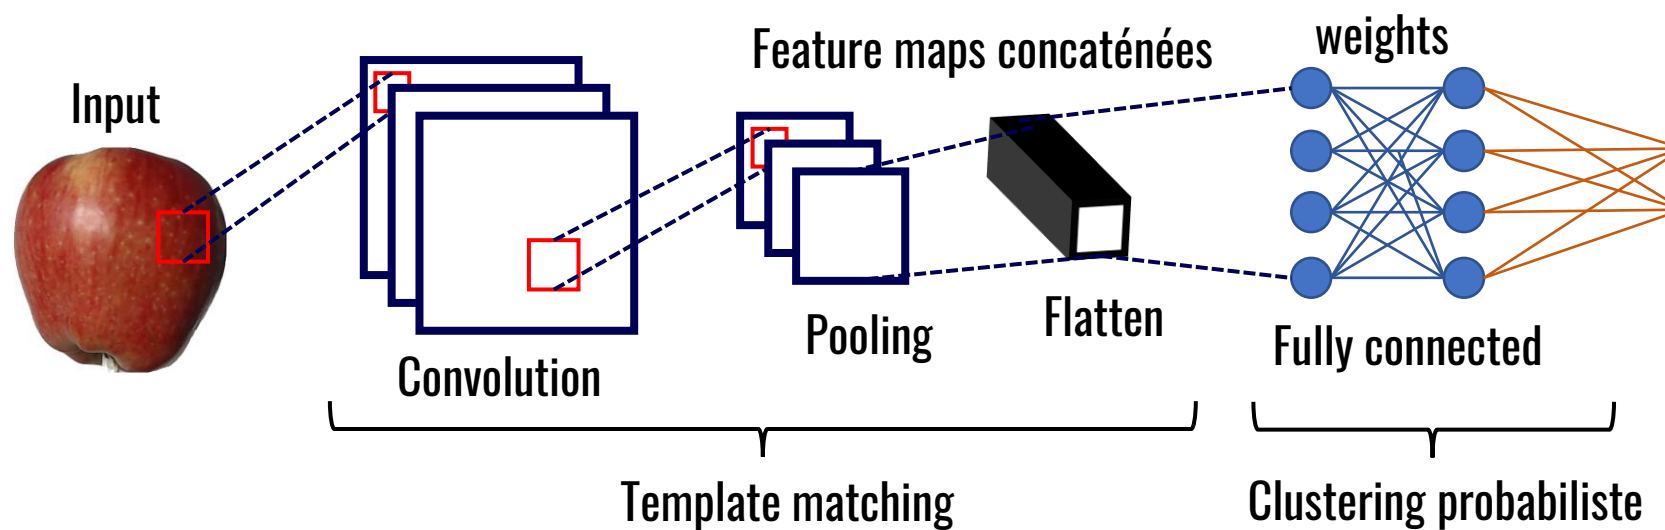 Input
Convolution
Pooling
Feature maps concaténées
Flatten
weights
Fully connected
Template matching
Clustering probabiliste